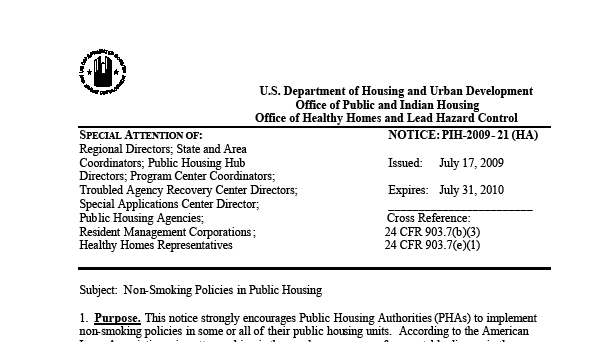 U.S. Department of Housing and Urban Development
Office of Public and Indian Housing
Office of Healthy Homes and Lead Hazard Control
SPECIAL ATTENTION OF: NOTICE: PIH-2009- 21 (HA)
Regional Directors; State and Area
Coordinators; Public Housing Hub Issued: July 17, 2009
Directors; Program Center Coordinators;
Troubled Agency Recovery Center Directors; Expires: July 31, 2010
Special Applications Center Director;
Public Housing Agencies; Cross Reference:
Resident Management Corporations; 24 CFR 903.7(b)(3)
Healthy Homes Representatives 24 CFR 903.7(e)(1)
Subject: Non-Smoking Policies in Public Housing
1. Purpose. This notice strongly encourages Public Housing Authorities (PHAs) to implement
non-smoking policies in some or all of their public housing units. According to the American